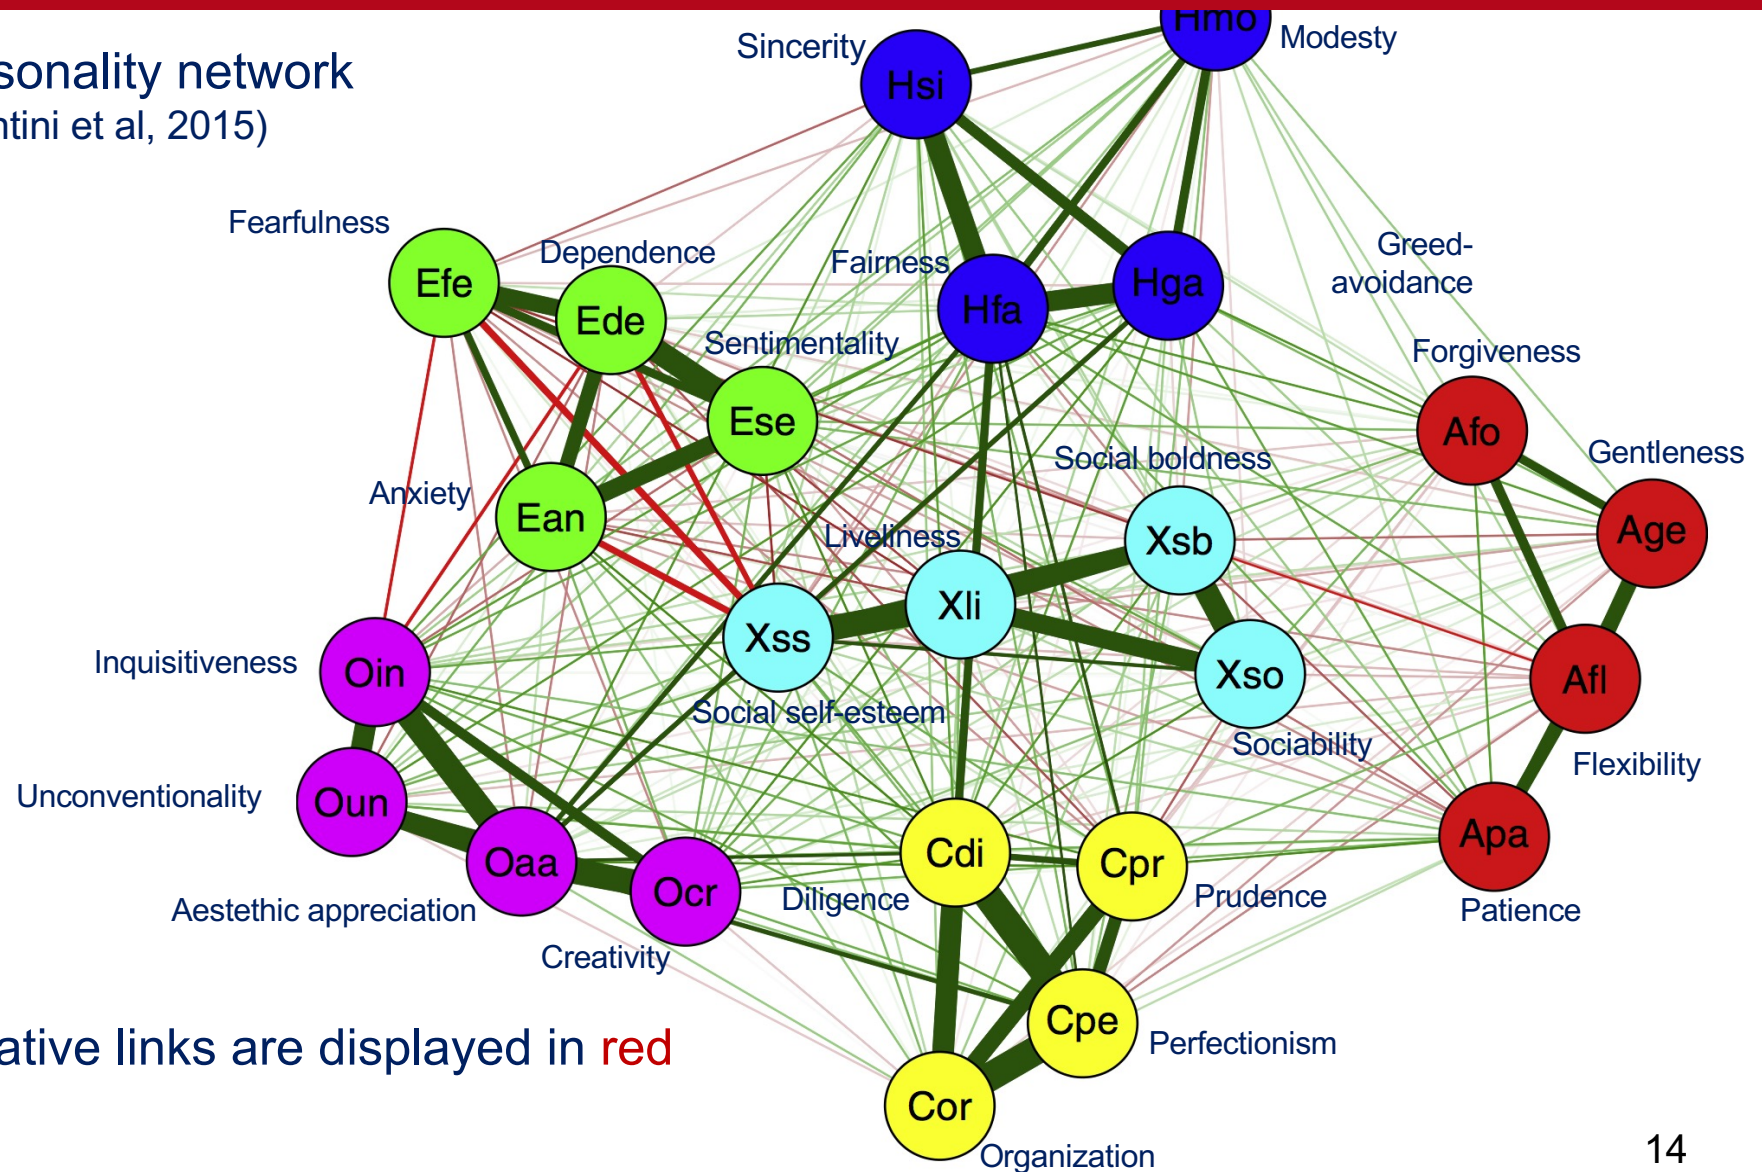 sonality network
ntini et al, 2015)
Hmo
Modesty
Sincerity
Hsi
Fearfulness
Dependence
Fairness
Greed-
avoidance
Efe
Ede
Hfa
Hga
Sentimentality
Forgiveness
Ese
Afo
Gentleness
Social boldness
Anxiety
Ean
Liveliness
Xsb
Age
Xli
Xss
Xso
Afl
Inquisitiveness
Oin
Social self-esteem
Sociability
Flexibility
Unconventionality
Oun
Oaa
Ocr
Cdi
Cpr
Apa
Aestethic appreciation
Diligence
Prudence
Patience
Creativity
Cpe
Perfectionism
ative links are displayed in red
Cor
Organization
14